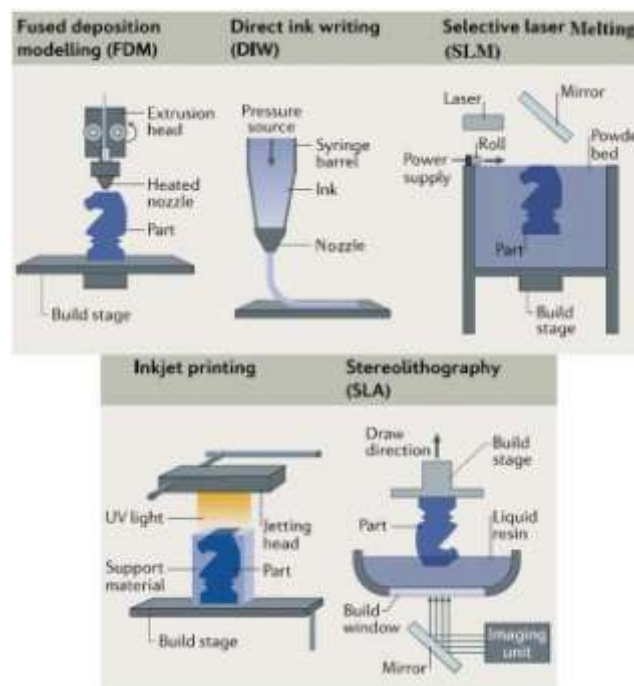 Fused deposition
modelling (FDM)
Extrusion
head
Heated
nozzle
Part
Build stage
Direct ink writing
(DIW)
Pressure
source
Syringe
barrel
Ink
Nozzle
Selective laser Melting
(SLM)
Laser
Mirror
Roll
Powde
bed
Power
supply
Part
Build
stage
Inkjet printing
UV light
Jetting
head
Support
material
Part
Build stage
Stereolithography
(SLA)
Draw
direction
Build
stage
Part
Liquid
resin
Build
window
Mirror
Imaging
unit